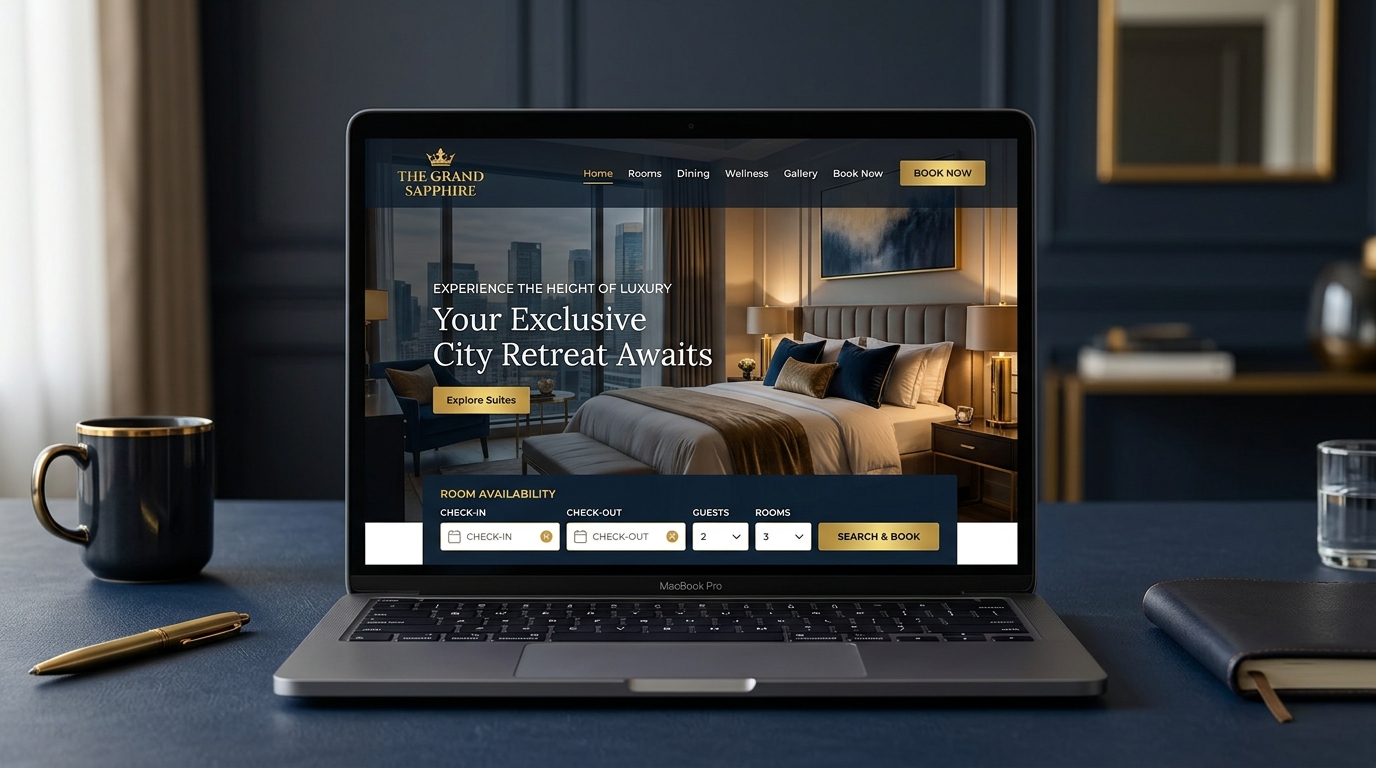 THE GRAND
SAPPHIRE
Home Rooms Dining Wellness Gallery Book Now BOOK NOW
EXPERIENCE THE HEIGHT OF LUXURY
Your Exclusive
City Retreat Awaits
Explore Suites
ROOM AVAILABILITY
CHECK-IN CHECK-OUT GUESTS ROOMS
CHECK-IN CHECK-OUT 2 3 SEARCH & BOOK
MacBook Pro